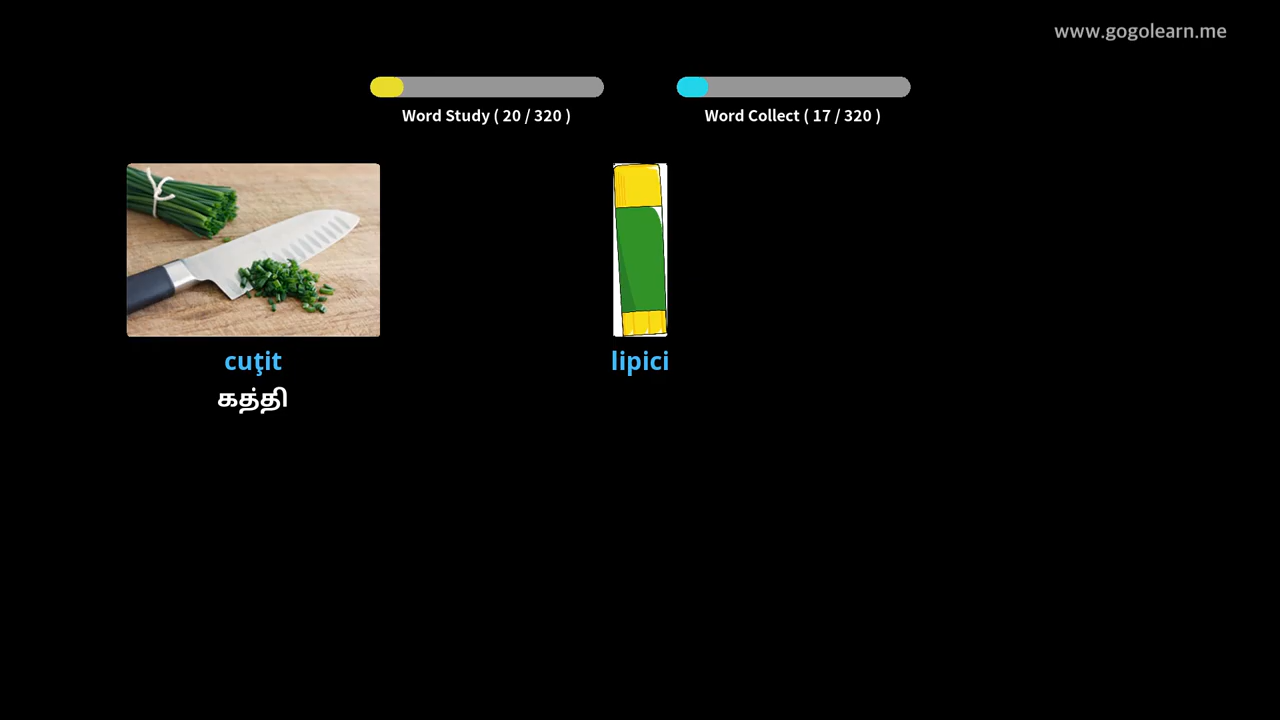 www.gogolearn.me
Word Study ( 20 / 320 )
Word Collect ( 17 / 320 )
cuţit
lipici
கத்தி